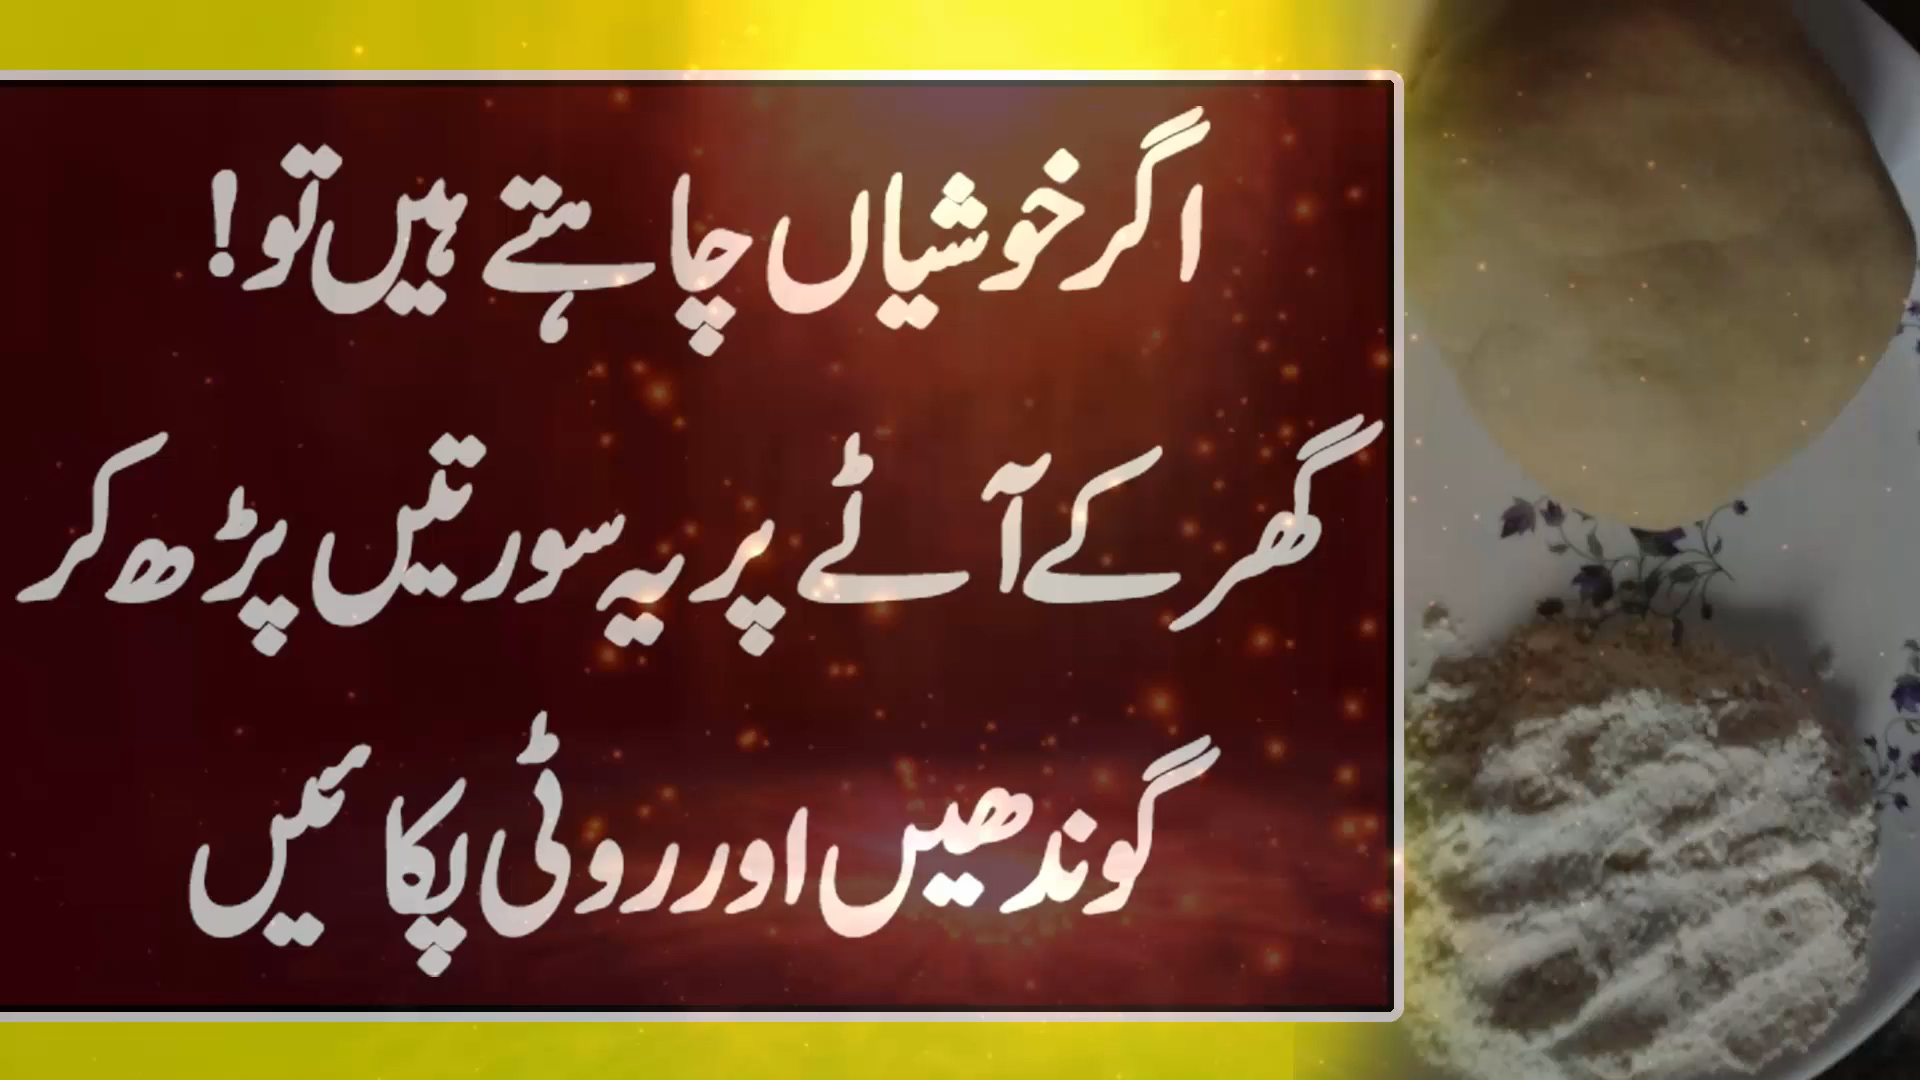 اگر خوشیاں چاہتے ہیں تو!
گھر کے آٹے پر یہ سورتیں پڑھ کر
گوندھیں اور روٹی پکائیں